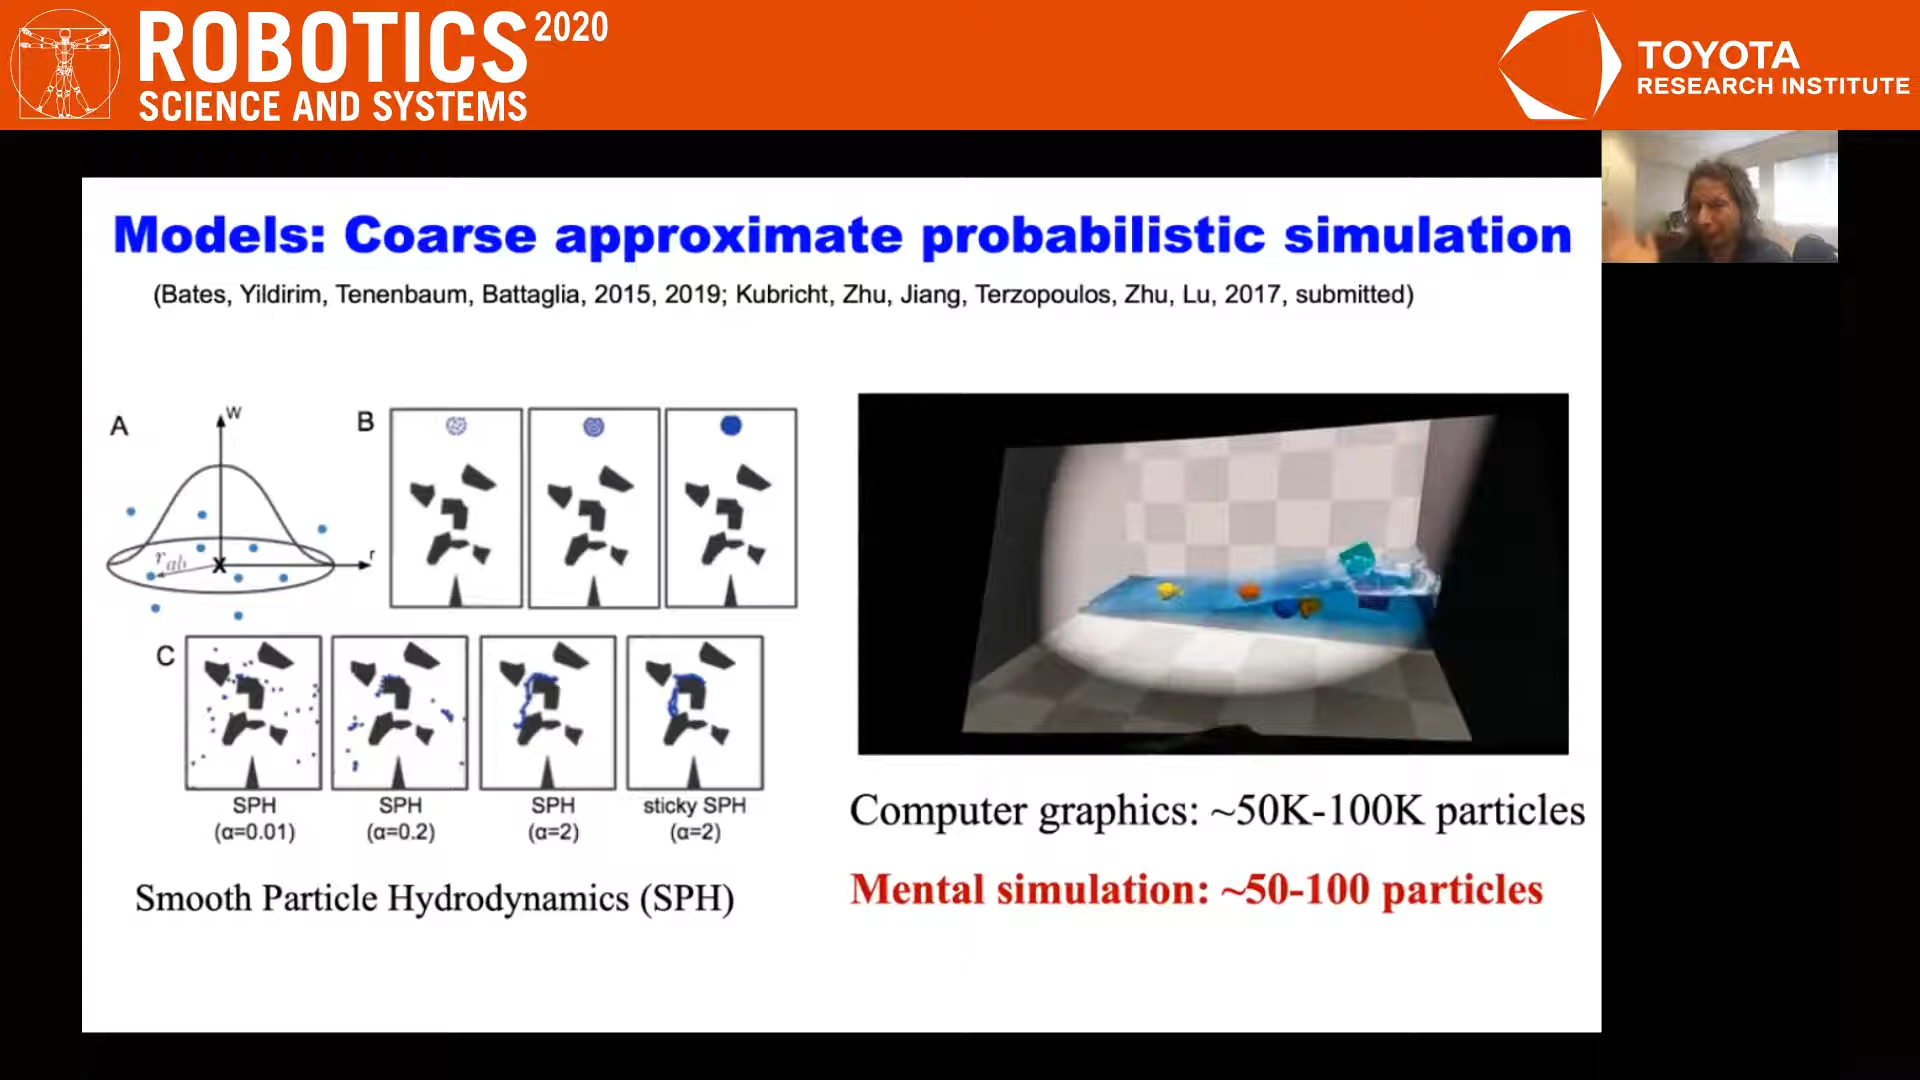 ROBOTICS 2020
SCIENCE AND SYSTEMS
TOYOTA
RESEARCH INSTITUTE
Models: Coarse approximate probabilistic simulation
(Bates, Yildirim, Tenenbaum, Battaglia, 2015, 2019; Kubricht, Zhu, Jiang, Terzopoulos, Zhu, Lu, 2017, submitted)
A
W
r
r_ab
x
B
C
SPH
(α=0.01)
SPH
(α=0.2)
SPH
(α=2)
sticky SPH
(α=2)
Smooth Particle Hydrodynamics (SPH)
Computer graphics: ~50K-100K particles
Mental simulation: ~50-100 particles